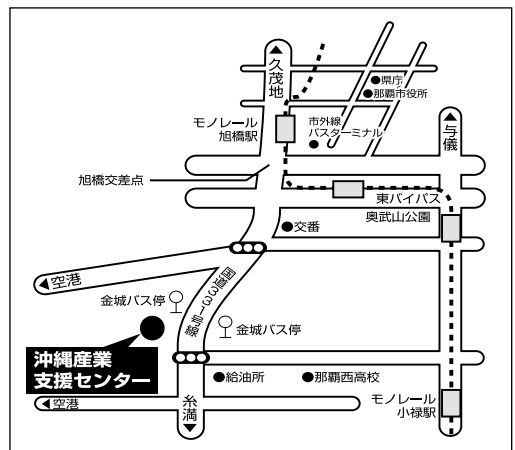 ▲久茂地
●県庁
●那覇市役所
モノレール
旭橋駅
市外線
バスターミナル
●
▲与儀
旭橋交差点
東バイパス
奥武山公園
●交番
◀空港
国道331号線
金城バス停
金城バス停
沖縄産業
支援センター
●給油所
●那覇西高校
モノレール
小禄駅
◀空港
糸満▼